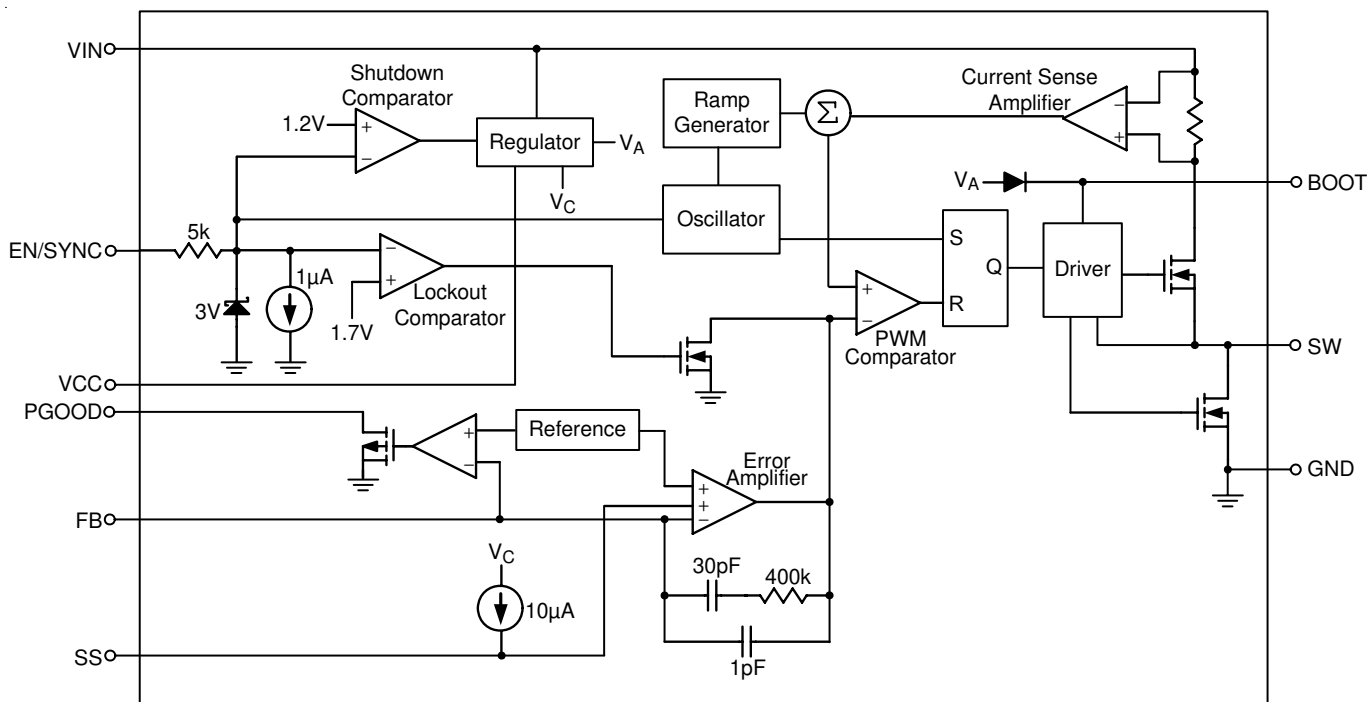 VIN
Shutdown
Comparator
1.2V
+
−
Regulator
V_A
V_C
Ramp
Generator
Σ
Current Sense
Amplifier
−
+
V_A
BOOT
Oscillator
EN/SYNC
5k
3V
1µA
−
+
1.7V
Lockout
Comparator
+
−
PWM
Comparator
S
R
Q
Driver
SW
VCC
PGOOD
+
−
Reference
Error
Amplifier
+
+
−
GND
FB
V_C
10µA
30pF
400k
1pF
SS